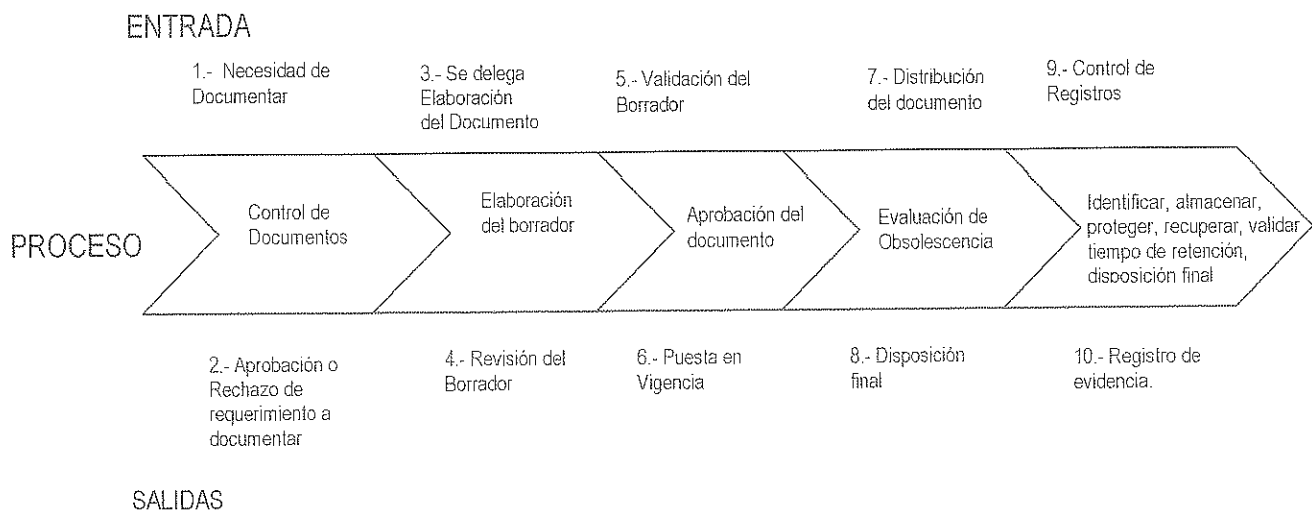 ENTRADA
1.- Necesidad de
Documentar
3.- Se delega
Elaboración
del Documento
5.- Validación del
Borrador
7.- Distribución
del documento
9.- Control de
Registros
PROCESO
Control de
Documentos
Elaboración
del borrador
Aprobación del
documento
Evaluación de
Obsolescencia
Identificar, almacenar,
proteger, recuperar, validar
tiempo de retención,
disposición final
2.- Aprobación o
Rechazo de
requerimiento a
documentar
4.- Revisión del
Borrador
6.- Puesta en
Vigencia
8.- Disposición
final
10.- Registro de
evidencia.
SALIDAS